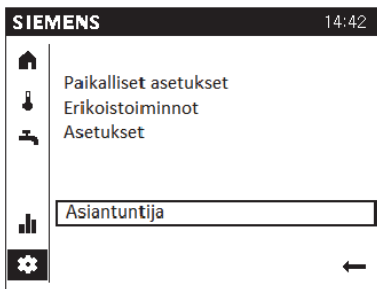 SIEMENS 14:42
Paikalliset asetukset
Erikoistoiminnot
Asetukset
Asiantuntija